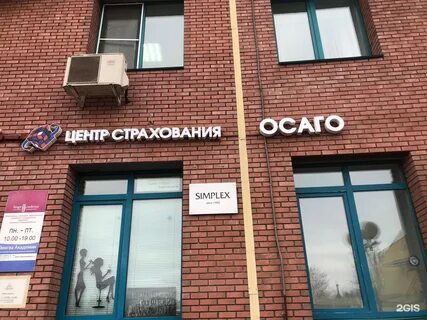 ЦЕНТР СТРАХОВАНИЯ
ОСАГО
SIMPLEX
ПН. - ПТ.
10.00 -19.00
2GIS